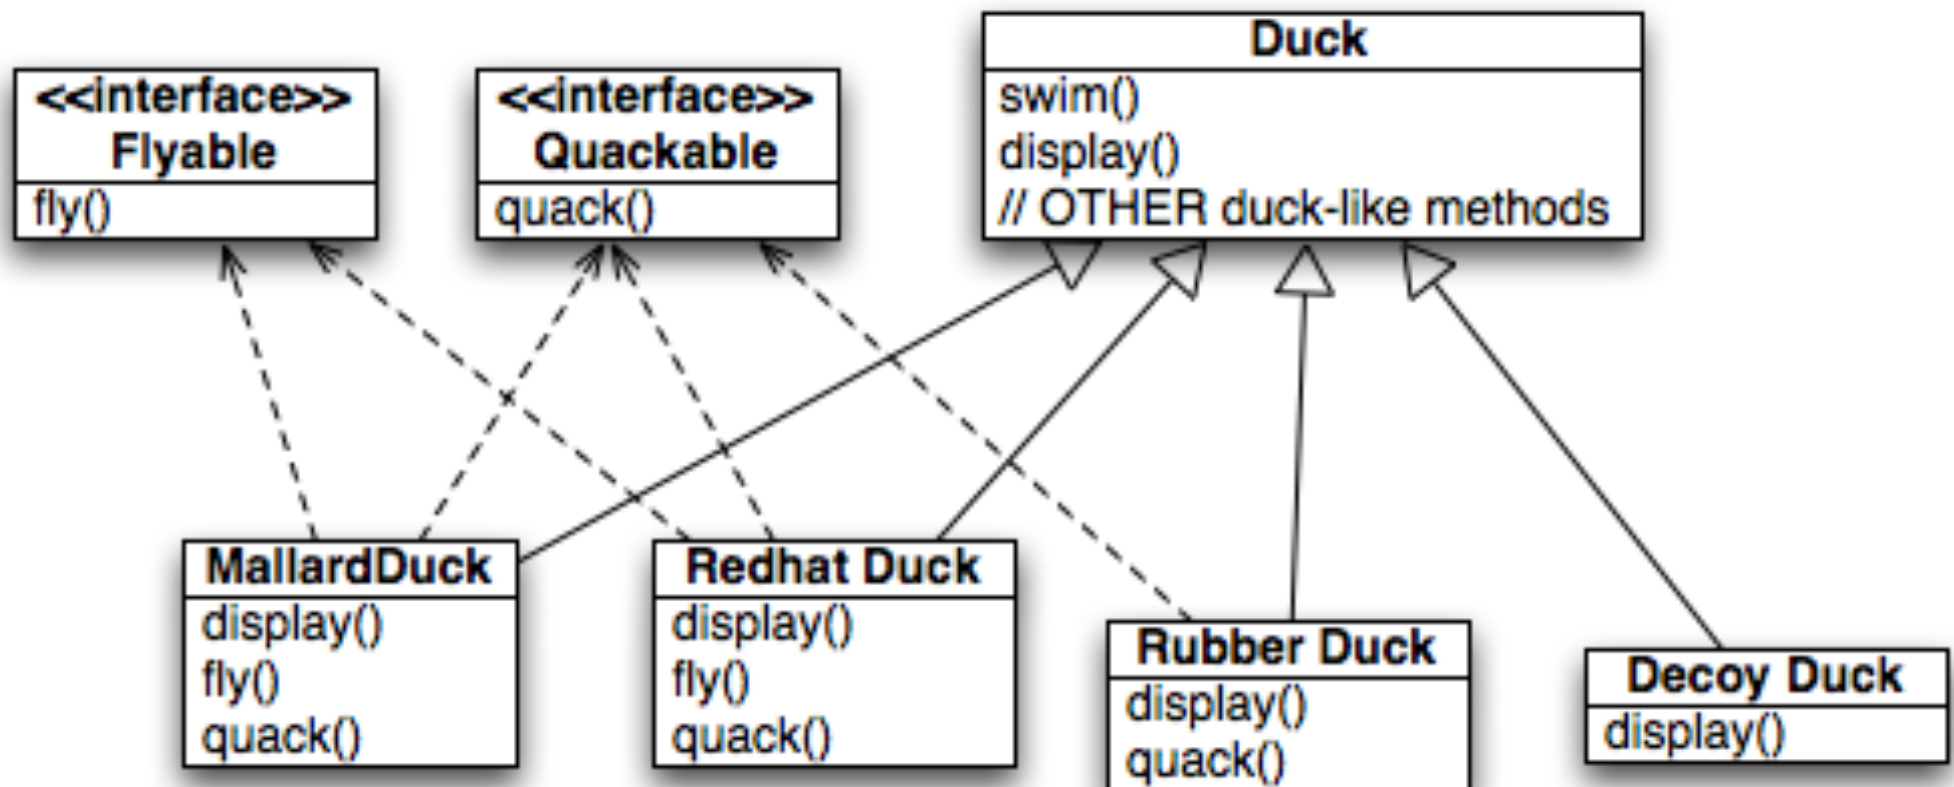 <<interface>>
Flyable
fly()
<<interface>>
Quackable
quack()
Duck
swim()
display()
// OTHER duck-like methods
MallardDuck
display()
fly()
quack()
Redhat Duck
display()
fly()
quack()
Rubber Duck
display()
quack()
Decoy Duck
display()